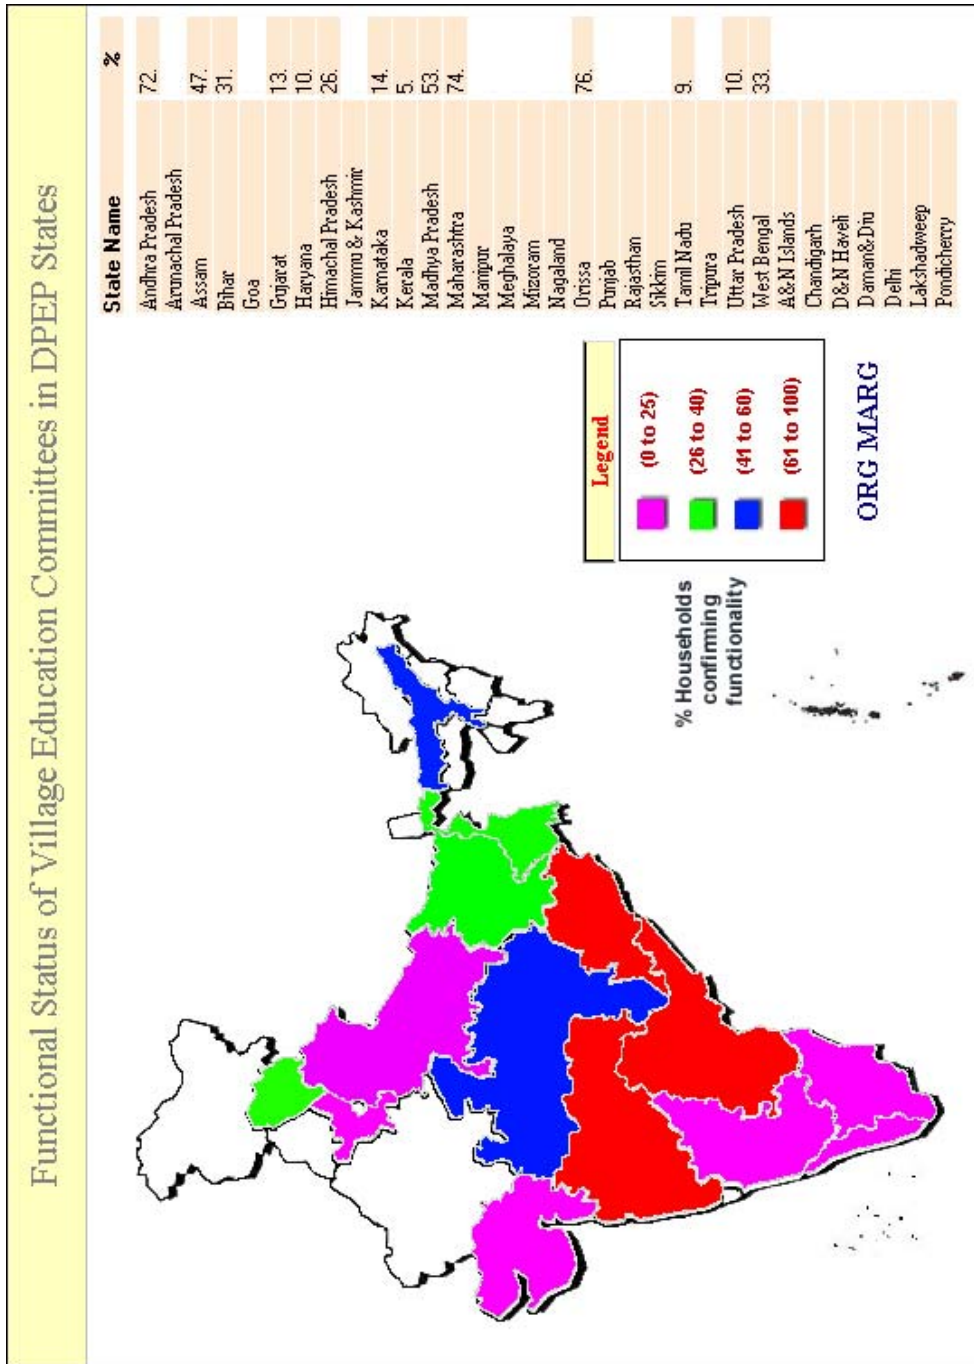 Functional Status of Village Education Committees in DPEP States
State Name %
Andhra Pradesh 72.
Arunachal Pradesh
Assam 47.
Bihar 31.
Goa
Gujarat 13.
Haryana 10.
Himachal Pradesh 26.
Jammu & Kashmir
Karnataka 14.
Kerala 5.
Madhya Pradesh 53.
Maharashtra 74.
Manipur
Meghalaya
Mizoram
Nagaland
Orissa 76.
Punjab
Rajasthan
Sikkim
Tamil Nadu 9.
Tripura
Uttar Pradesh 10.
West Bengal 33.
A&N Islands
Chandigarh
D&N Haveli
Daman&Diu
Delhi
Lakshadweep
Pondicherry
% Households
confirming
functionality
Legend
(0 to 25)
(26 to 40)
(41 to 60)
(61 to 100)
ORG MARG